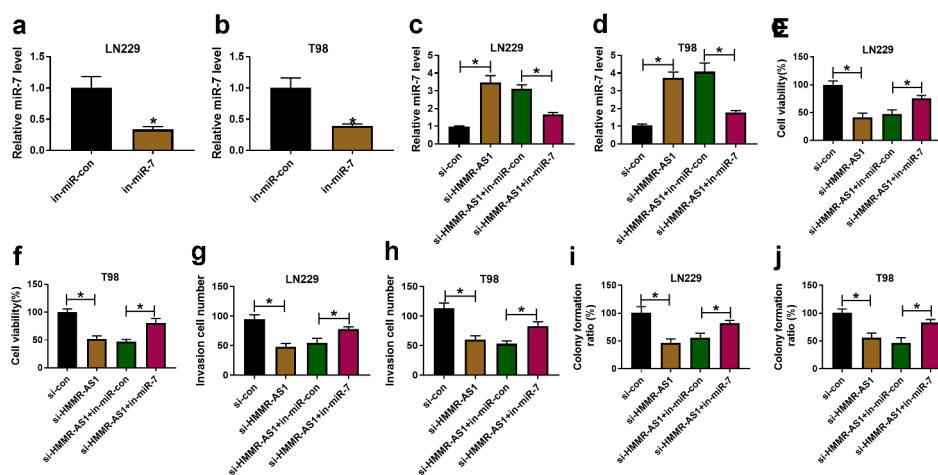 a
LN229
Relative miR-7 level
1.5
1.0
0.5
0.0
*
in-miR-con
in-miR-7
b
T98
Relative miR-7 level
1.5
1.0
0.5
0.0
*
in-miR-con
in-miR-7
c
LN229
Relative miR-7 level
5
4
3
2
1
0
*
*
si-con
si-HMMR-AS1
si-HMMR-AS1+in-miR-con
si-HMMR-AS1+in-miR-7
d
T98
Relative miR-7 level
5
4
3
2
1
0
*
*
si-con
si-HMMR-AS1
si-HMMR-AS1+in-miR-con
si-HMMR-AS1+in-miR-7
e
E
LN229
Cell viability(%)
150
100
50
0
*
*
si-con
si-HMMR-AS1
si-HMMR-AS1+in-miR-con
si-HMMR-AS1+in-miR-7
f
T98
Cell viability(%)
150
100
50
0
*
*
si-con
si-HMMR-AS1
si-HMMR-AS1+in-miR-con
si-HMMR-AS1+in-miR-7
g
LN229
Invasion cell number
150
100
50
0
*
*
si-con
si-HMMR-AS1
si-HMMR-AS1+in-miR-con
si-HMMR-AS1+in-miR-7
h
T98
Invasion cell number
150
100
50
0
*
*
si-con
si-HMMR-AS1
si-HMMR-AS1+in-miR-con
si-HMMR-AS1+in-miR-7
i
LN229
Colony formation
ratio (%)
150
100
50
0
*
*
si-con
si-HMMR-AS1
si-HMMR-AS1+in-miR-con
si-HMMR-AS1+in-miR-7
j
T98
Colony formation
ratio (%)
150
100
50
0
*
*
si-con
si-HMMR-AS1
si-HMMR-AS1+in-miR-con
si-HMMR-AS1+in-miR-7